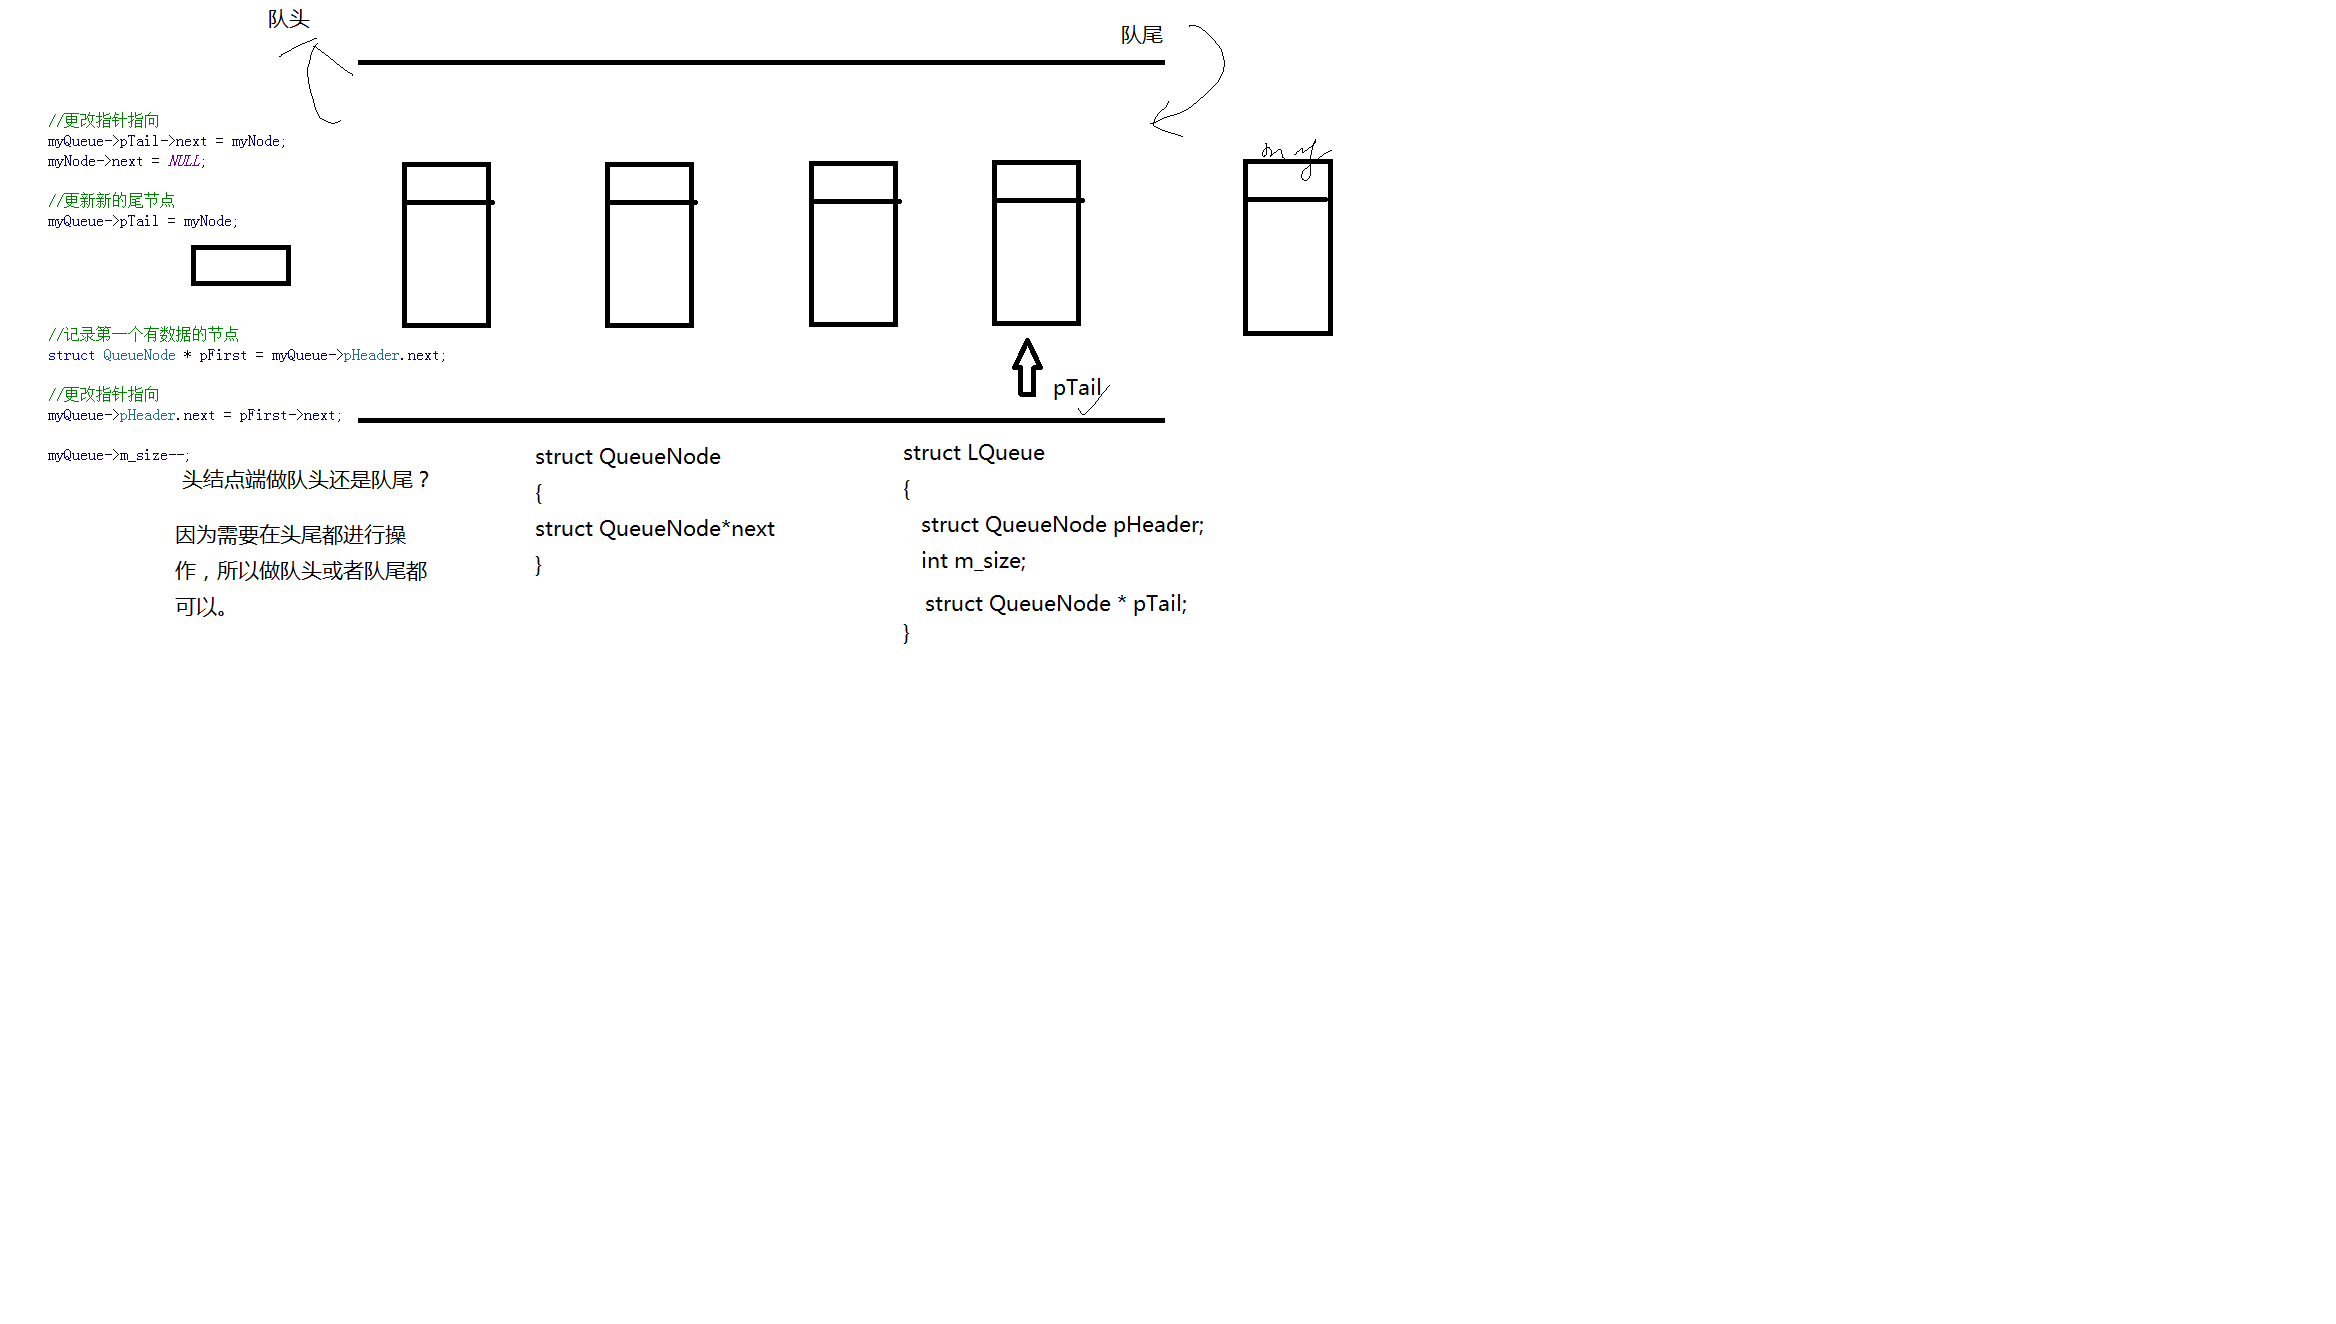 队头
队尾
//更改指针指向
myQueue->pTail->next = myNode;
myNode->next = NULL;
//更新新的尾节点
myQueue->pTail = myNode;
//记录第一个有数据的节点
struct QueueNode * pFirst = myQueue->pHeader.next;
//更改指针指向
myQueue->pHeader.next = pFirst->next;
myQueue->m_size--;
pTail
头结点端做队头还是队尾？
因为需要在头尾都进行操
作，所以做队头或者队尾都
可以。
struct QueueNode
{
struct QueueNode*next
}
struct LQueue
{
struct QueueNode pHeader;
int m_size;
struct QueueNode * pTail;
}